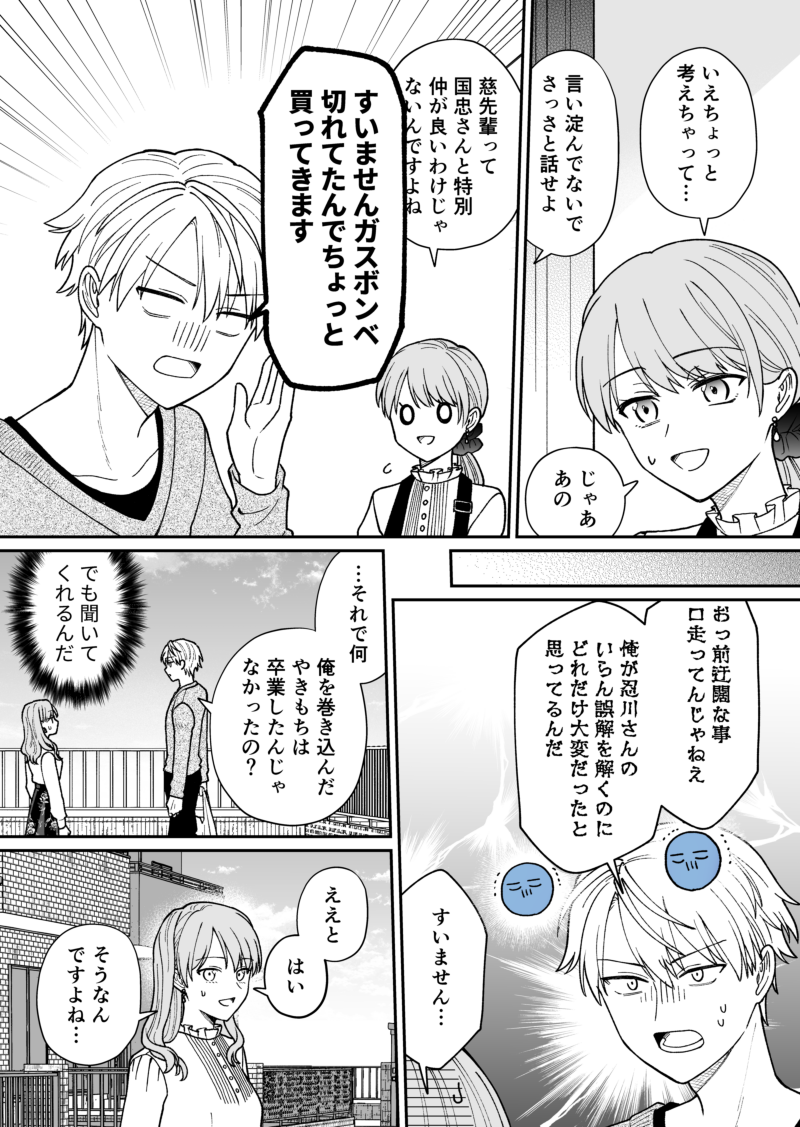 いえちょっと
考えちゃって…
言い淀んでないで
さっさと話せよ
じゃあ
あの
慈先輩って
国忠さんと特別
仲が良いわけじゃ
ないんですよね
すいませんガスボンベ
切れてたんでちょっと
買ってきます
おっ前迂闊な事
口走ってんじゃねえ
俺が忍川さんの
いらん誤解を解くのに
どれだけ大変だったと
思ってるんだ
すいません…
…それで何
俺を巻き込んだ
やきもちは
卒業したんじゃ
なかったの?
でも聞いて
くれるんだ
ええと
はい
そうなん
ですよね…